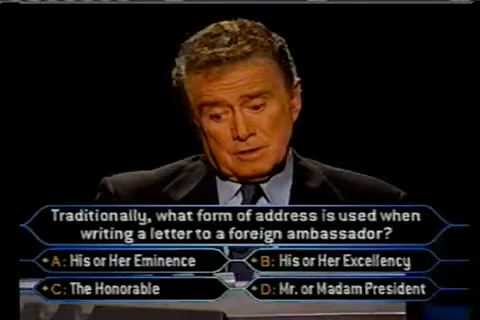 Traditionally, what form of address is used when
writing a letter to a foreign ambassador?
A: His or Her Eminence
B: His or Her Excellency
C: The Honorable
D: Mr. or Madam President